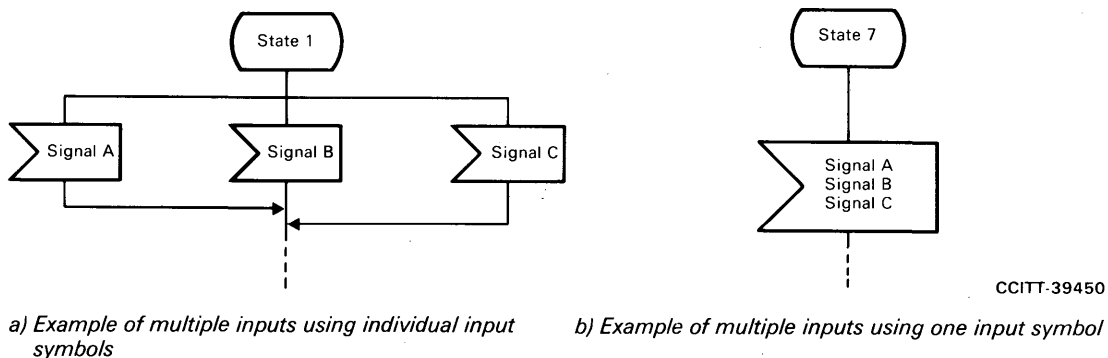 State 1
State 7
Signal A
Signal B
Signal C
Signal A
Signal B
Signal C
CCITT-39450
a) Example of multiple inputs using individual input
symbols
b) Example of multiple inputs using one input symbol